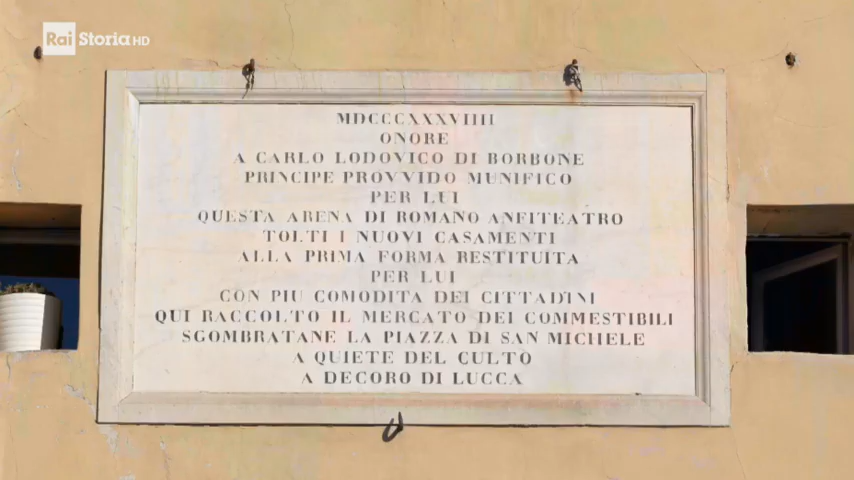 Rai Storia HD
MDCCCXXXVIIII
ONORE
A CARLO LODOVICO DI BORBONE
PRINCIPE PROVVIDO MUNIFICO
PER LUI
QUESTA ARENA DI ROMANO ANFITEATRO
TOLTI I NUOVI CASAMENTI
ALLA PRIMA FORMA RESTITUITA
PER LUI
CON PIU COMODITA DEI CITTADINI
QUI RACCOLTO IL MERCATO DEI COMMESTIBILI
SGOMBRATANE LA PIAZZA DI SAN MICHELE
A QUIETE DEL CULTO
A DECORO DI LUCCA